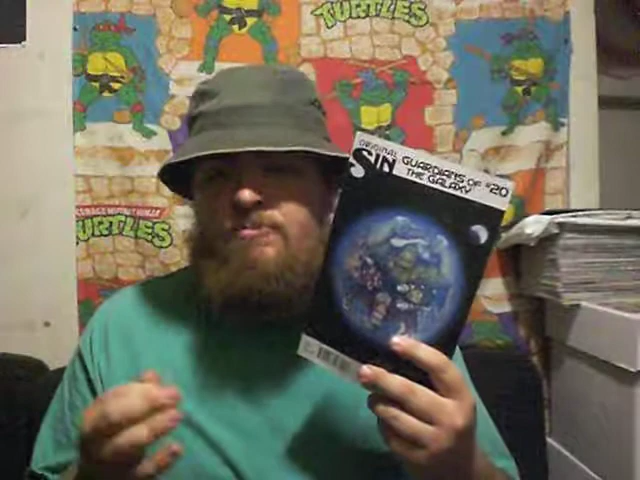 TURTLES
ORIGINAL
SIN
GUARDIANS OF #20
THE GALAXY
TEENAGE MUTANT NINJA
TURTLES